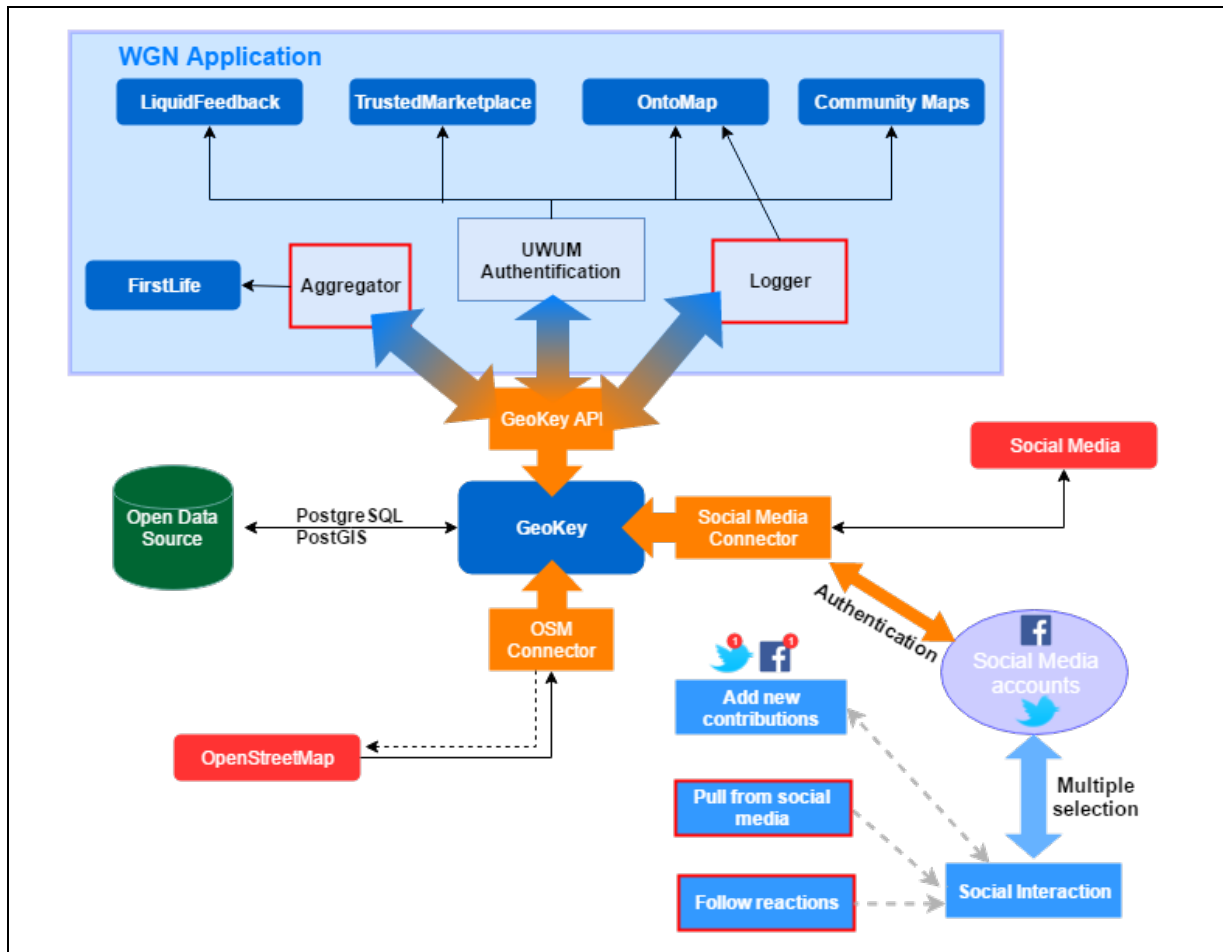 WGN Application
LiquidFeedback
TrustedMarketplace
OntoMap
Community Maps
UWUM
Authentification
FirstLife
Aggregator
Logger
GeoKey API
Social Media
Open Data
Source
PostgreSQL
PostGIS
GeoKey
Social Media
Connector
Authentication
OSM
Connector
1
1
Social Media
accounts
Add new
contributions
OpenStreetMap
Pull from social
media
Multiple
selection
Follow reactions
Social Interaction